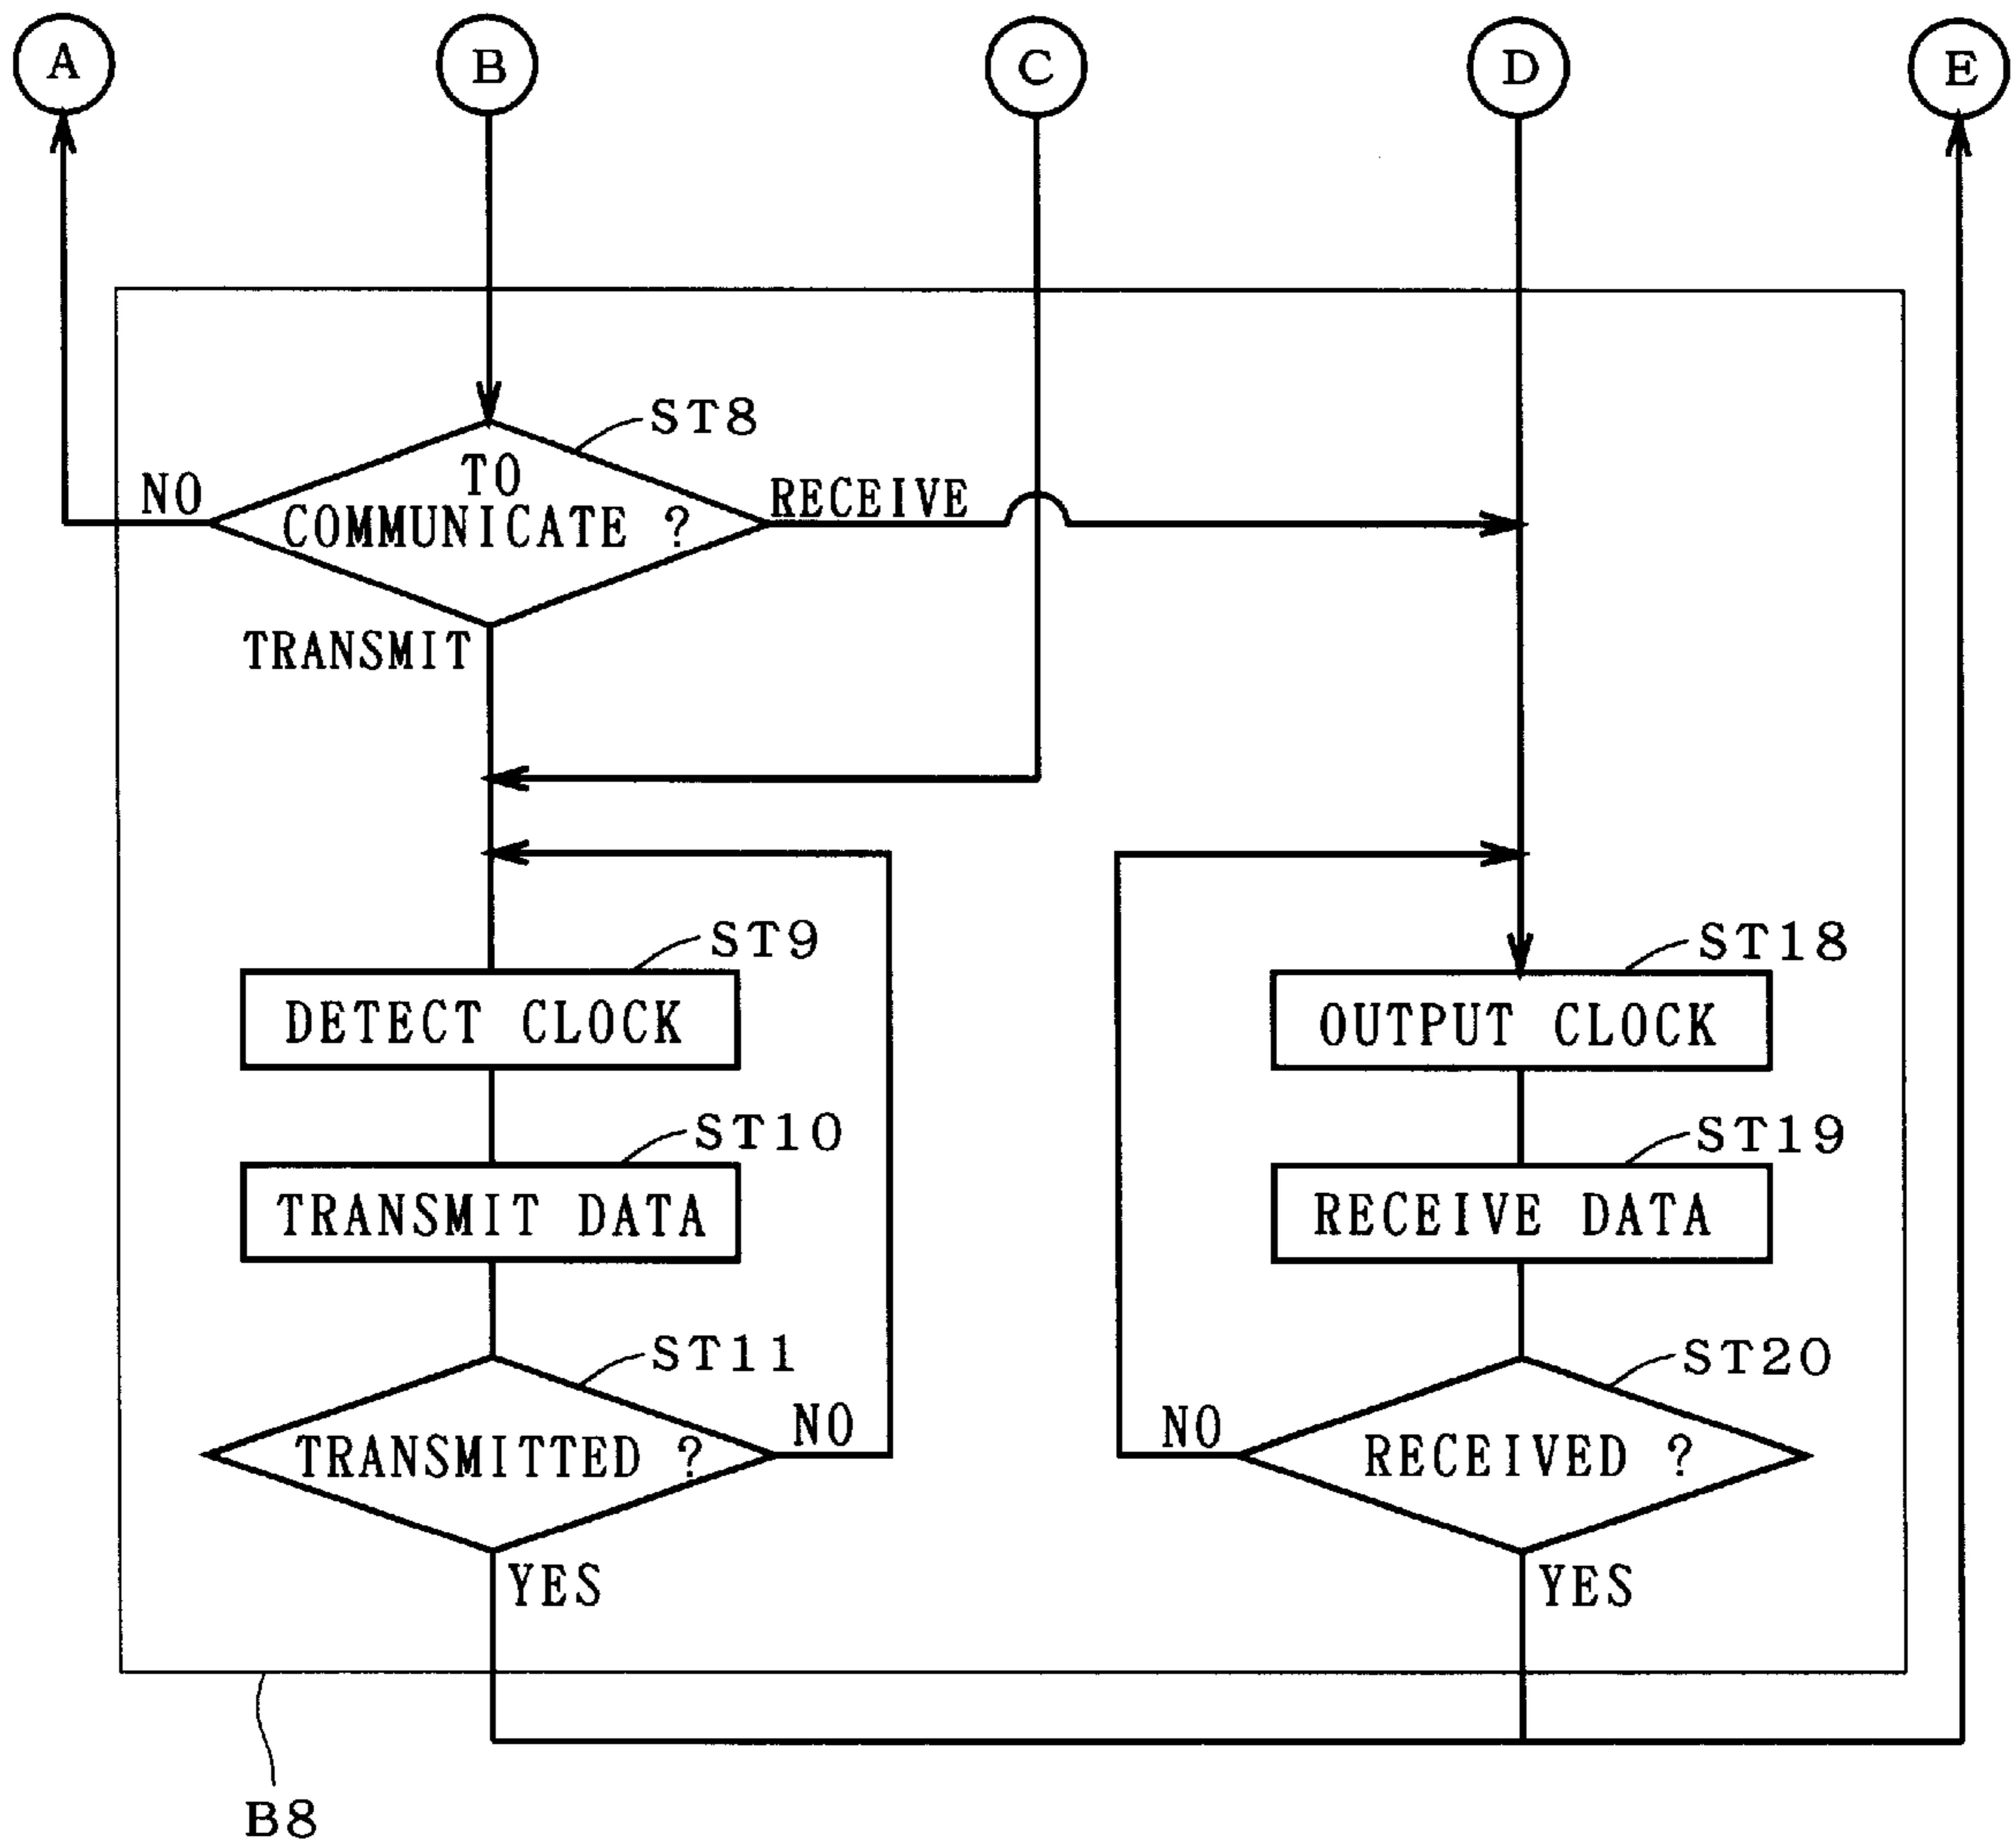 A
B
C
D
E
ST8
TO
COMMUNICATE ?
NO
RECEIVE
TRANSMIT
ST9
DETECT CLOCK
ST10
TRANSMIT DATA
ST11
TRANSMITTED ?
NO
YES
ST18
OUTPUT CLOCK
ST19
RECEIVE DATA
ST20
RECEIVED ?
NO
YES
B8